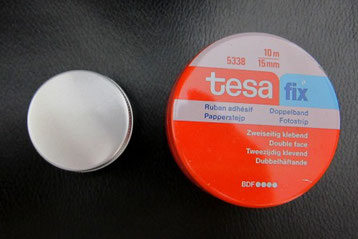 5338 10 m
15 mm
tesa fix
Ruban adhésif Doppelband
Papperstejp Fotostrip
Zweiseitig klebend
Double face
Tweezijdig klevend
Dubbelhäftande
BDF